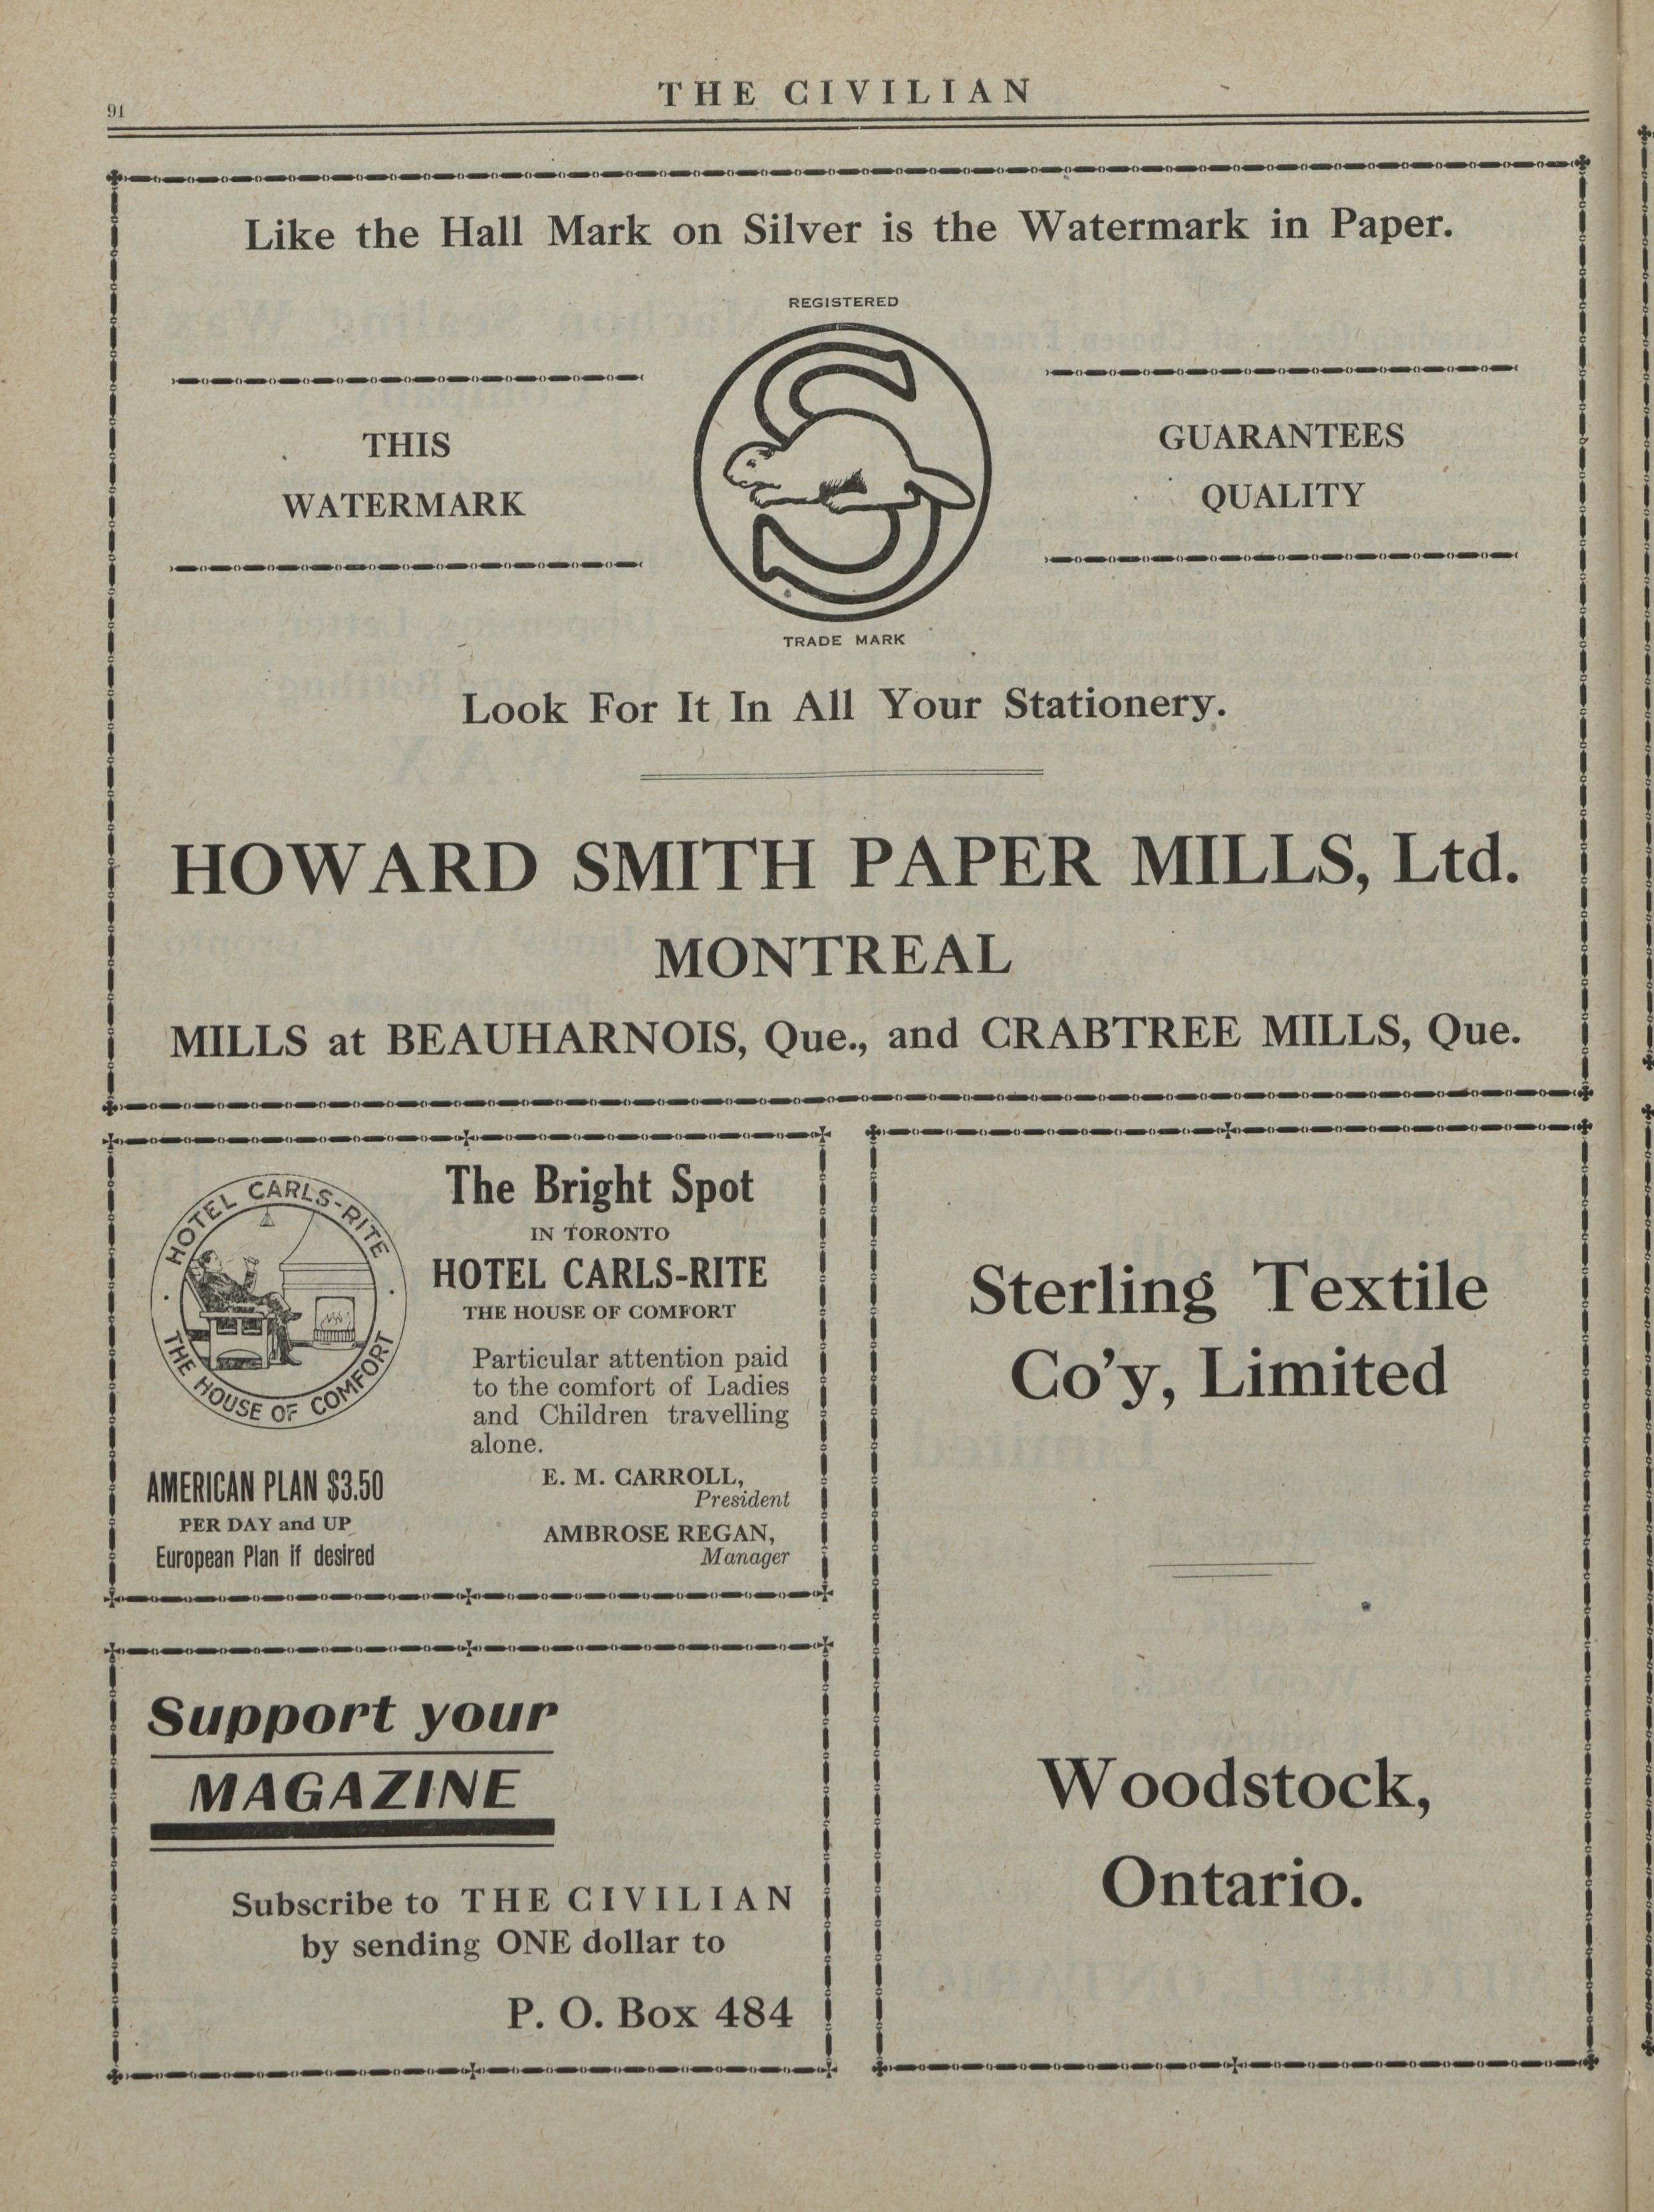 91
THE CIVILIAN
Like the Hall Mark on Silver is the Watermark in Paper.
REGISTERED
THIS
WATERMARK
GUARANTEES
QUALITY
TRADE MARK
Look For It In All Your Stationery.
HOWARD SMITH PAPER MILLS, Ltd.
MONTREAL
MILLS at BEAUHARNOIS, Que., and CRABTREE MILLS, Que.
HOTEL CARLS-RITE
THE HOUSE OF COMFORT
AMERICAN PLAN $3.50
PER DAY and UP
European Plan if desired
The Bright Spot
IN TORONTO
HOTEL CARLS-RITE
THE HOUSE OF COMFORT
Particular attention paid
to the comfort of Ladies
and Children travelling
alone.
E. M. CARROLL,
President
AMBROSE REGAN,
Manager
Support your
MAGAZINE
Subscribe to THE CIVILIAN
by sending ONE dollar to
P. O. Box 484
Sterling Textile
Co'y, Limited
Woodstock,
Ontario.